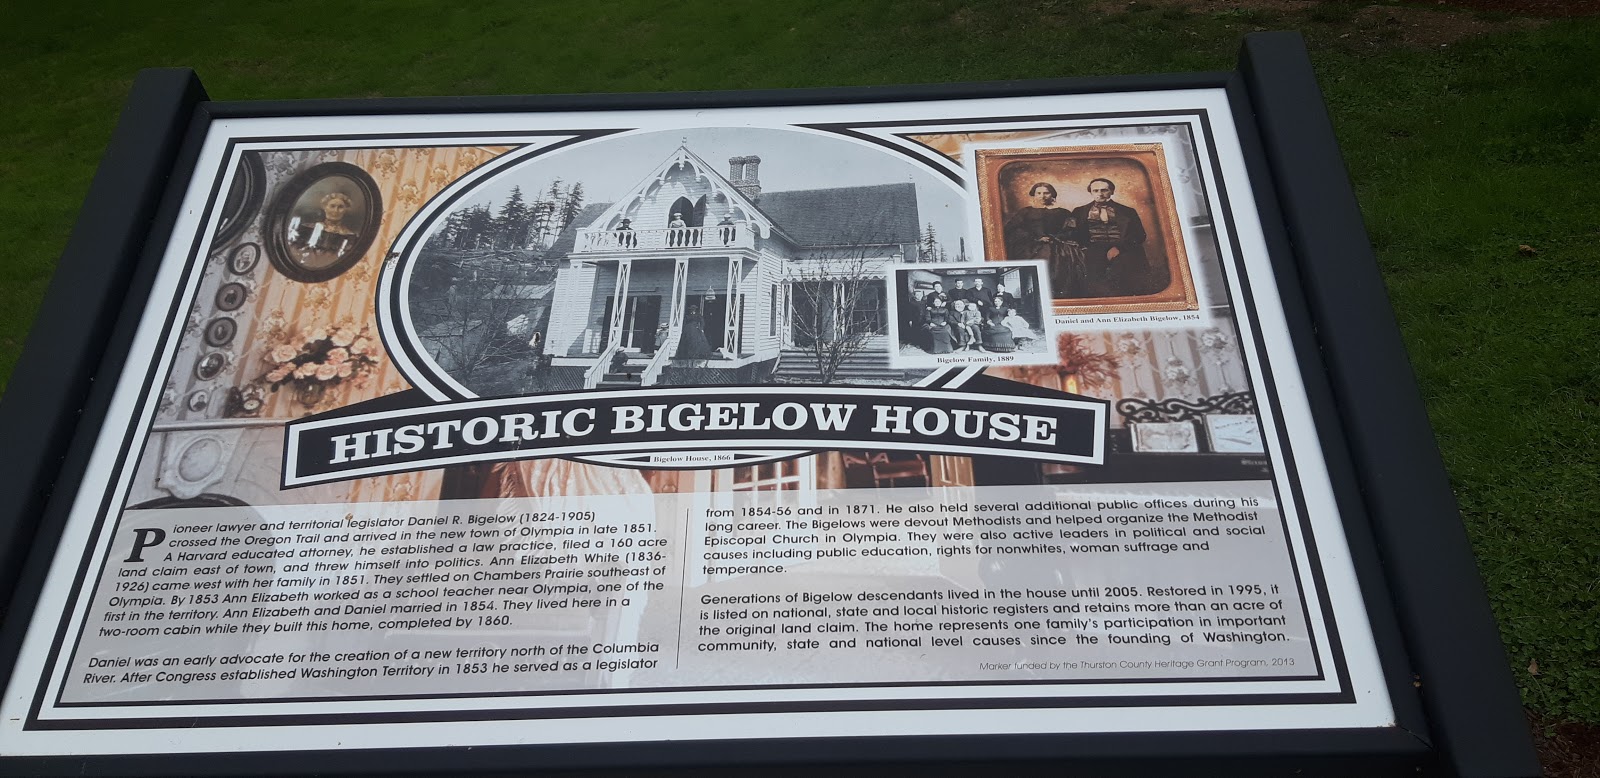 Daniel and Ann Elizabeth Bigelow, 1854
Bigelow Family, 1889
HISTORIC BIGELOW HOUSE
Bigelow House, 1866
Pioneer lawyer and territorial legislator Daniel R. Bigelow (1824-1905)
crossed the Oregon Trail and arrived in the new town of Olympia in late 1851.
A Harvard educated attorney, he established a law practice, filed a 160 acre
land claim east of town, and threw himself into politics. Ann Elizabeth White (1836-
1926) came west with her family in 1851. They settled on Chambers Prairie southeast of
Olympia. By 1853 Ann Elizabeth worked as a school teacher near Olympia, one of the
first in the territory. Ann Elizabeth and Daniel married in 1854. They lived here in a
two-room cabin while they built this home, completed by 1860.
Daniel was an early advocate for the creation of a new territory north of the Columbia
River. After Congress established Washington Territory in 1853 he served as a legislator
from 1854-56 and in 1871. He also held several additional public offices during his
long career. The Bigelows were devout Methodists and helped organize the Methodist
Episcopal Church in Olympia. They were also active leaders in political and social
causes including public education, rights for nonwhites, woman suffrage and
temperance.
Generations of Bigelow descendants lived in the house until 2005. Restored in 1995, it
is listed on national, state and local historic registers and retains more than an acre of
the original land claim. The home represents one family's participation in important
community, state and national level causes since the founding of Washington.
Marker funded by the Thurston County Heritage Grant Program, 2013